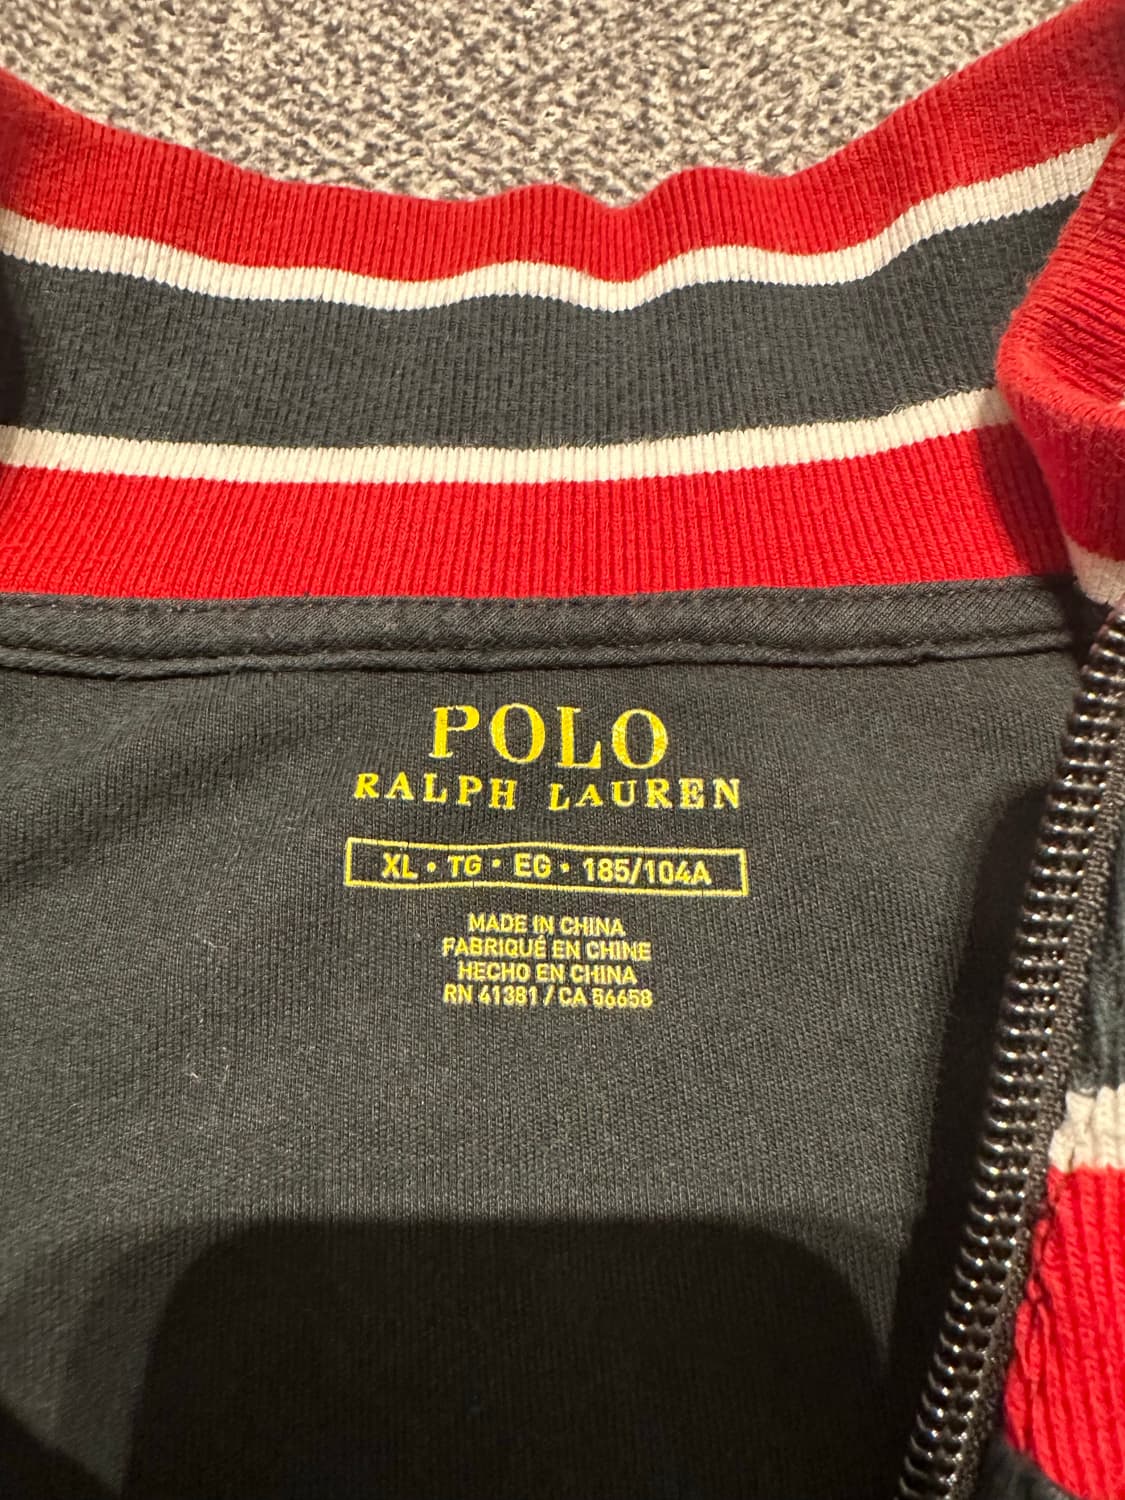 POLO
RALPH LAUREN
XL • TG • EG • 185/104A
MADE IN CHINA
FABRIQUÉ EN CHINE
HECHO EN CHINA
RN 41381 / CA 56658